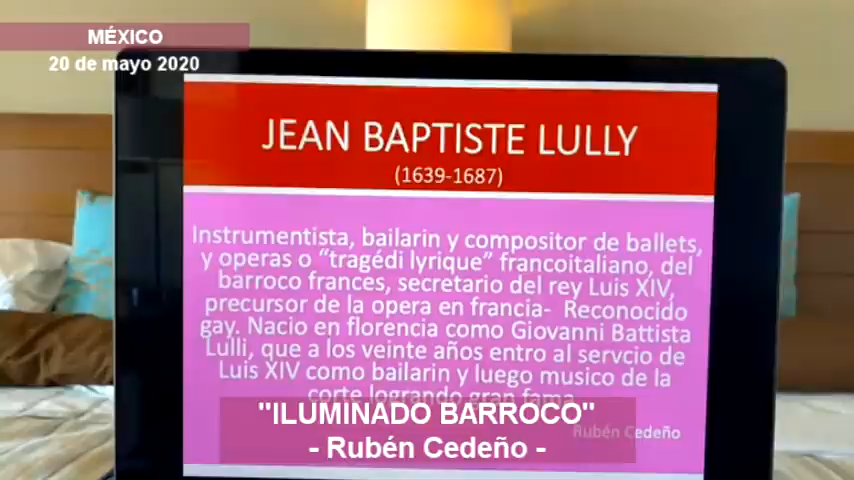 MÉXICO
20 de mayo 2020
JEAN BAPTISTE LULLY
(1639-1687)
Instrumentista, bailarin y compositor de ballets,
y operas o "tragédi lyrique" francoitaliano, del
barroco frances, secretario del rey Luis XIV,
precursor de la opera en francia- Reconocido
gay. Nacio en florencia como Giovanni Battista
Lulli, que a los veinte años entro al servcio de
Luis XIV como bailarin y luego musico de la
corte logrando gran fama
"ILUMINADO BARROCO"
Rubén Cedeño
- Rubén Cedeño -